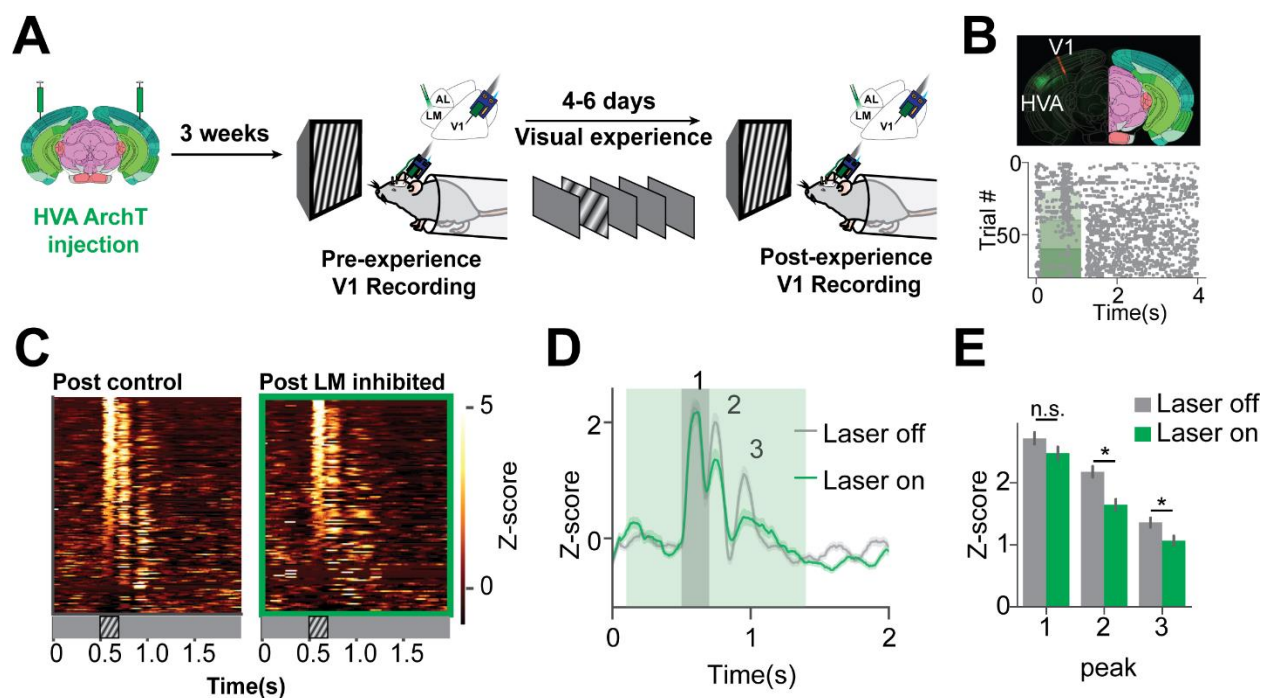 A
HVA ArchT
injection
3 weeks
AL
LM
V1
Pre-experience
V1 Recording
4-6 days
Visual experience
AL
LM
V1
Post-experience
V1 Recording
B
V1
HVA
0
50
Trial #
0
2
4
Time(s)
C
Post control
Post LM inhibited
5
0
Z-score
0
0.5
1.0
1.5
0
0.5
1.0
1.5
Time(s)
D
1
2
3
Laser off
Laser on
2
0
Z-score
0
1
2
Time(s)
E
n.s.
*
*
Laser off
Laser on
2
1
0
Z-score
1
2
3
peak